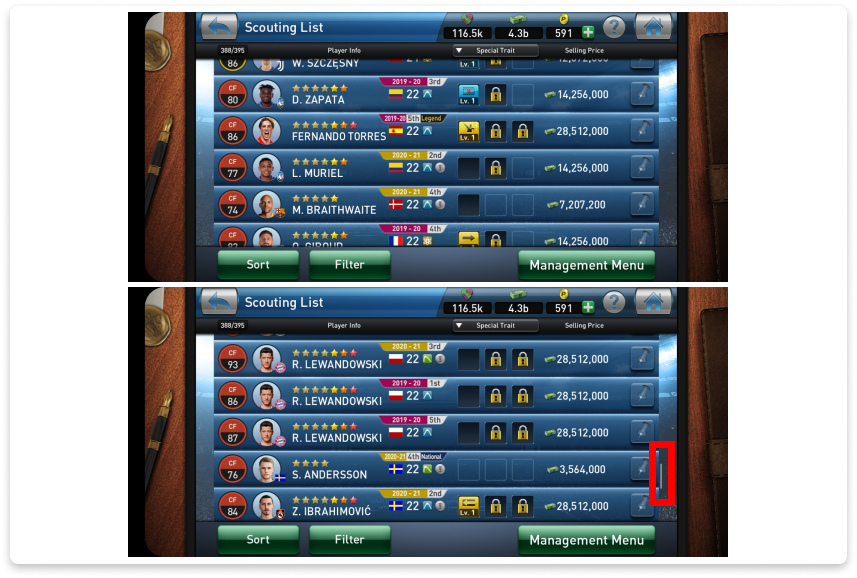 Scouting List
116.5k 4.3b 591 ?
388/395 Player Info Special Trait Selling Price
86 W. SZCZĘSNY Lv. 1
2019 - 20 3rd
CF 80 D. ZAPATA 22 Lv. 1 14,256,000
2019-20 5th Legend
CF 86 FERNANDO TORRES 22 Lv. 1 28,512,000
2020 - 21 2nd
CF 77 L. MURIEL 22 14,256,000
2020 - 21 4th
CF 74 M. BRAITHWAITE 22 7,207,200
2019 - 20 4th
CF 82 O. GIROUD 22 14,256,000
Sort Filter Management Menu
Scouting List
116.5k 4.3b 591 ?
388/395 Player Info Special Trait Selling Price
2020 - 21 3rd
CF 93 R. LEWANDOWSKI 22 28,512,000
2019 - 20 1st
CF 86 R. LEWANDOWSKI 22 28,512,000
2019 - 20 5th
CF 87 R. LEWANDOWSKI 22 28,512,000
2020-21 4th National
CF 76 S. ANDERSSON 22 3,564,000
2020 - 21 2nd
CF 84 Z. IBRAHIMOVIĆ 22 Lv. 1 28,512,000
Sort Filter Management Menu